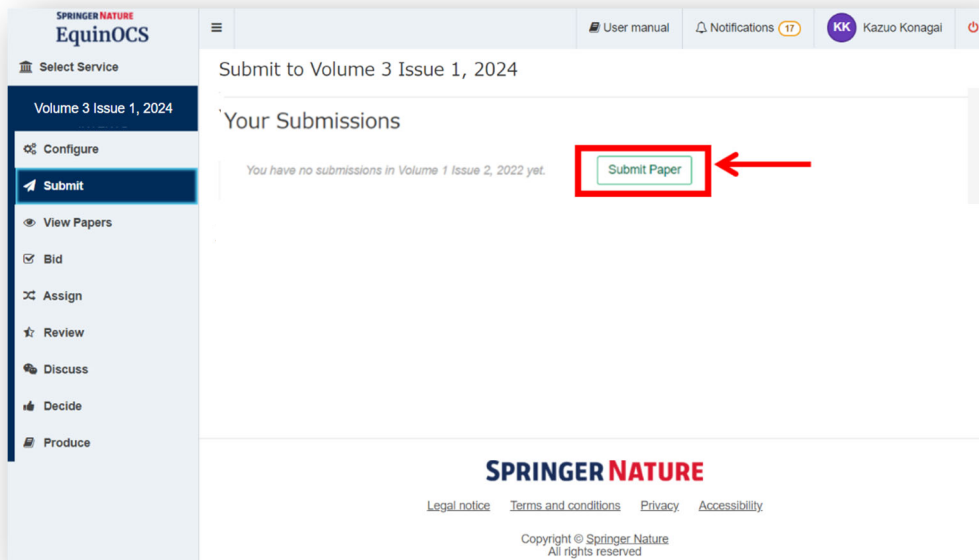 SPRINGER NATURE
EquinOCS
User manual
Notifications 17
KK Kazuo Konagai
Select Service
Volume 3 Issue 1, 2024
Configure
Submit
View Papers
Bid
Assign
Review
Discuss
Decide
Produce
Submit to Volume 3 Issue 1, 2024
Your Submissions
You have no submissions in Volume 1 Issue 2, 2022 yet.
Submit Paper
SPRINGER NATURE
Legal notice Terms and conditions Privacy Accessibility
Copyright © Springer Nature
All rights reserved